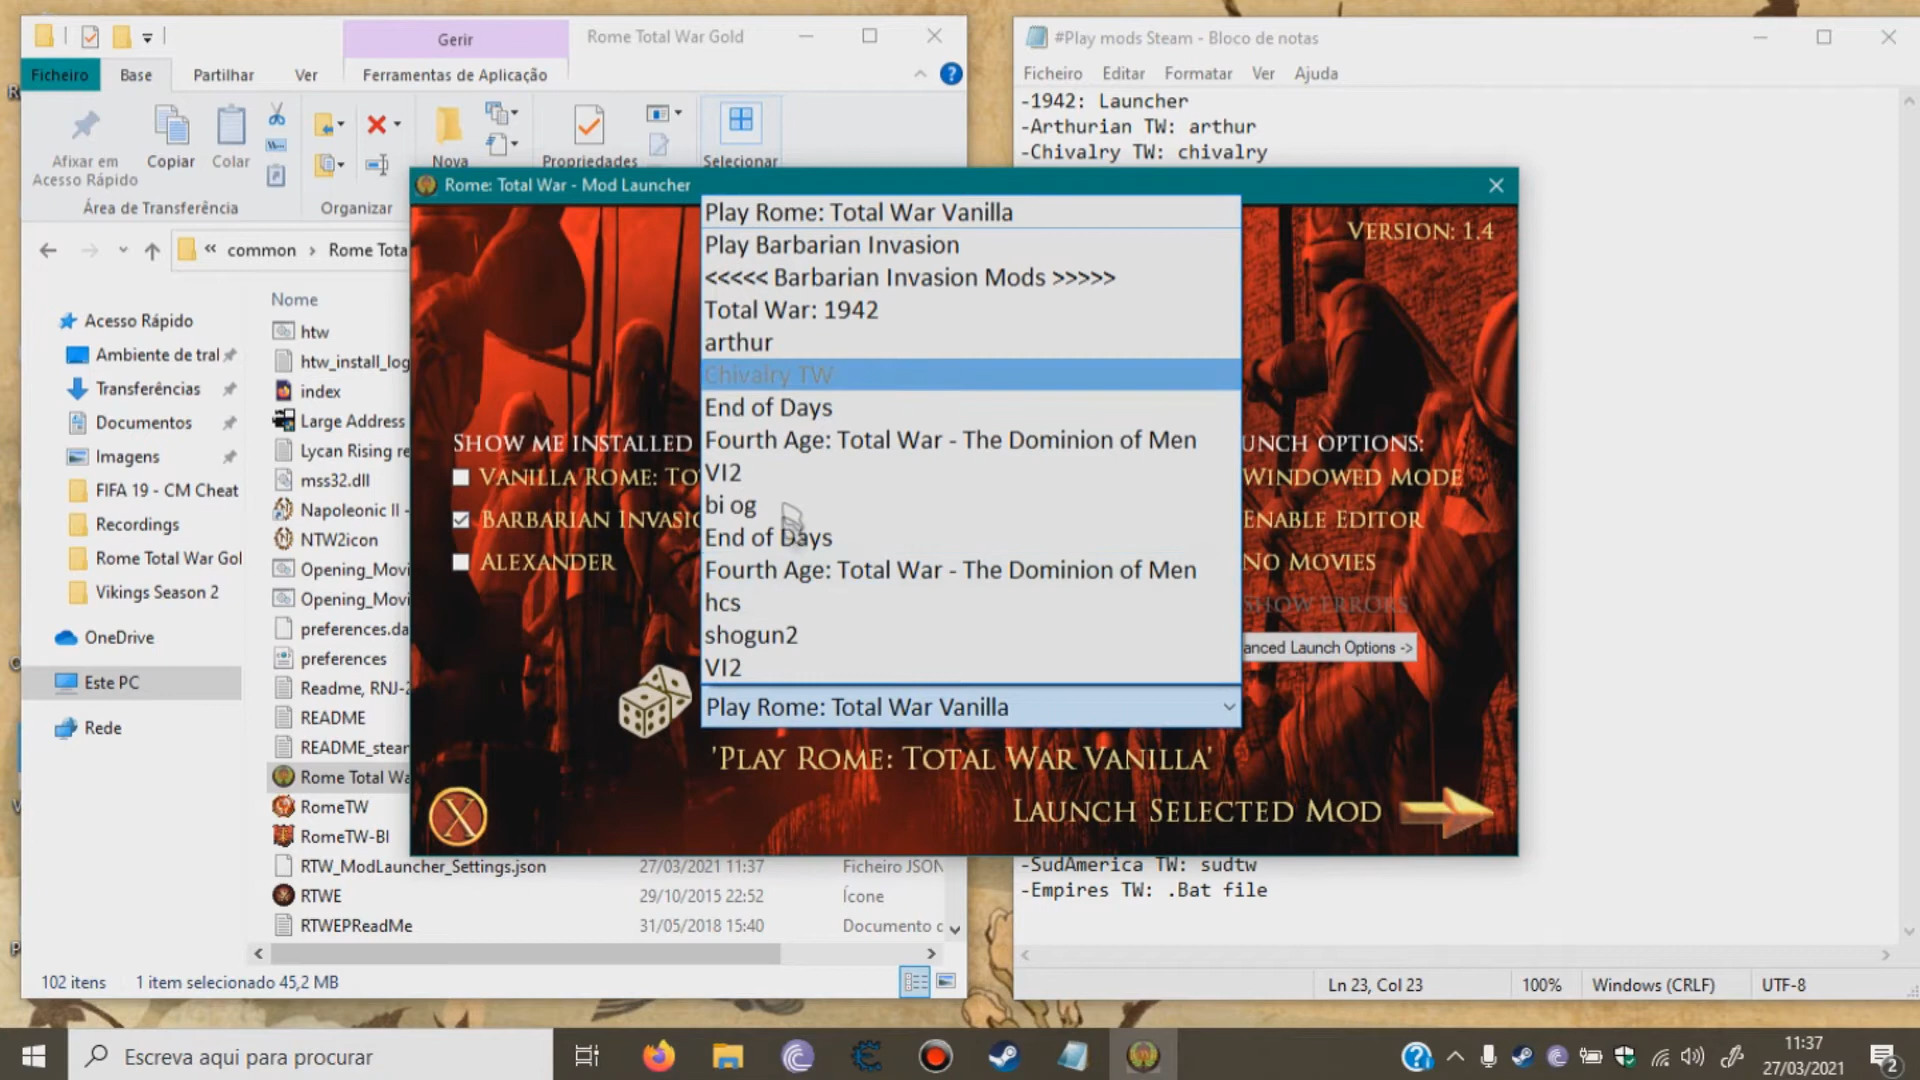 Gerir
Rome Total War Gold
Ficheiro
Base
Partilhar
Ver
Ferramentas de Aplicação
Afixar em
Acesso Rápido
Copiar
Colar
Nova
Propriedades
Selecionar
Área de Transferência
Organizar
« common › Rome Tota
Acesso Rápido
Ambiente de tral
Transferências
Documentos
Imagens
FIFA 19 - CM Cheat
Recordings
Rome Total War Gol
Vikings Season 2
OneDrive
Este PC
Rede
Nome
htw
htw_install_log
index
Large Address
Lycan Rising re
mss32.dll
Napoleonic II -
NTW2icon
Opening_Movi
Opening_Movi
preferences.da
preferences
Readme, RNJ-2
README
README_stear
Rome Total Wa
RomeTW
RomeTW-BI
RTW_ModLauncher_Settings.json 27/03/2021 11:37 Ficheiro JSON
RTWE 29/10/2015 22:52 Ícone
RTWEPReadMe 31/05/2018 15:40 Documento c
102 itens 1 item selecionado 45,2 MB
#Play mods Steam - Bloco de notas
Ficheiro Editar Formatar Ver Ajuda
-1942: Launcher
-Arthurian TW: arthur
-Chivalry TW: chivalry
-SudAmerica TW: sudtw
-Empires TW: .Bat file
Ln 23, Col 23 100% Windows (CRLF) UTF-8
Rome: Total War - Mod Launcher
Version: 1.4
Show me installed
Vanilla Rome: To
Barbarian Invasio
Alexander
Play Rome: Total War Vanilla
Play Barbarian Invasion
<<<<< Barbarian Invasion Mods >>>>>
Total War: 1942
arthur
Chivalry TW
End of Days
Fourth Age: Total War - The Dominion of Men
VI2
bi og
End of Days
Fourth Age: Total War - The Dominion of Men
hcs
shogun2
VI2
Play Rome: Total War Vanilla
unch options:
Windowed Mode
Enable Editor
No Movies
Show Errors
anced Launch Options ->
'Play Rome: Total War Vanilla'
Launch Selected Mod
X
Escreva aqui para procurar
11:37
27/03/2021
2